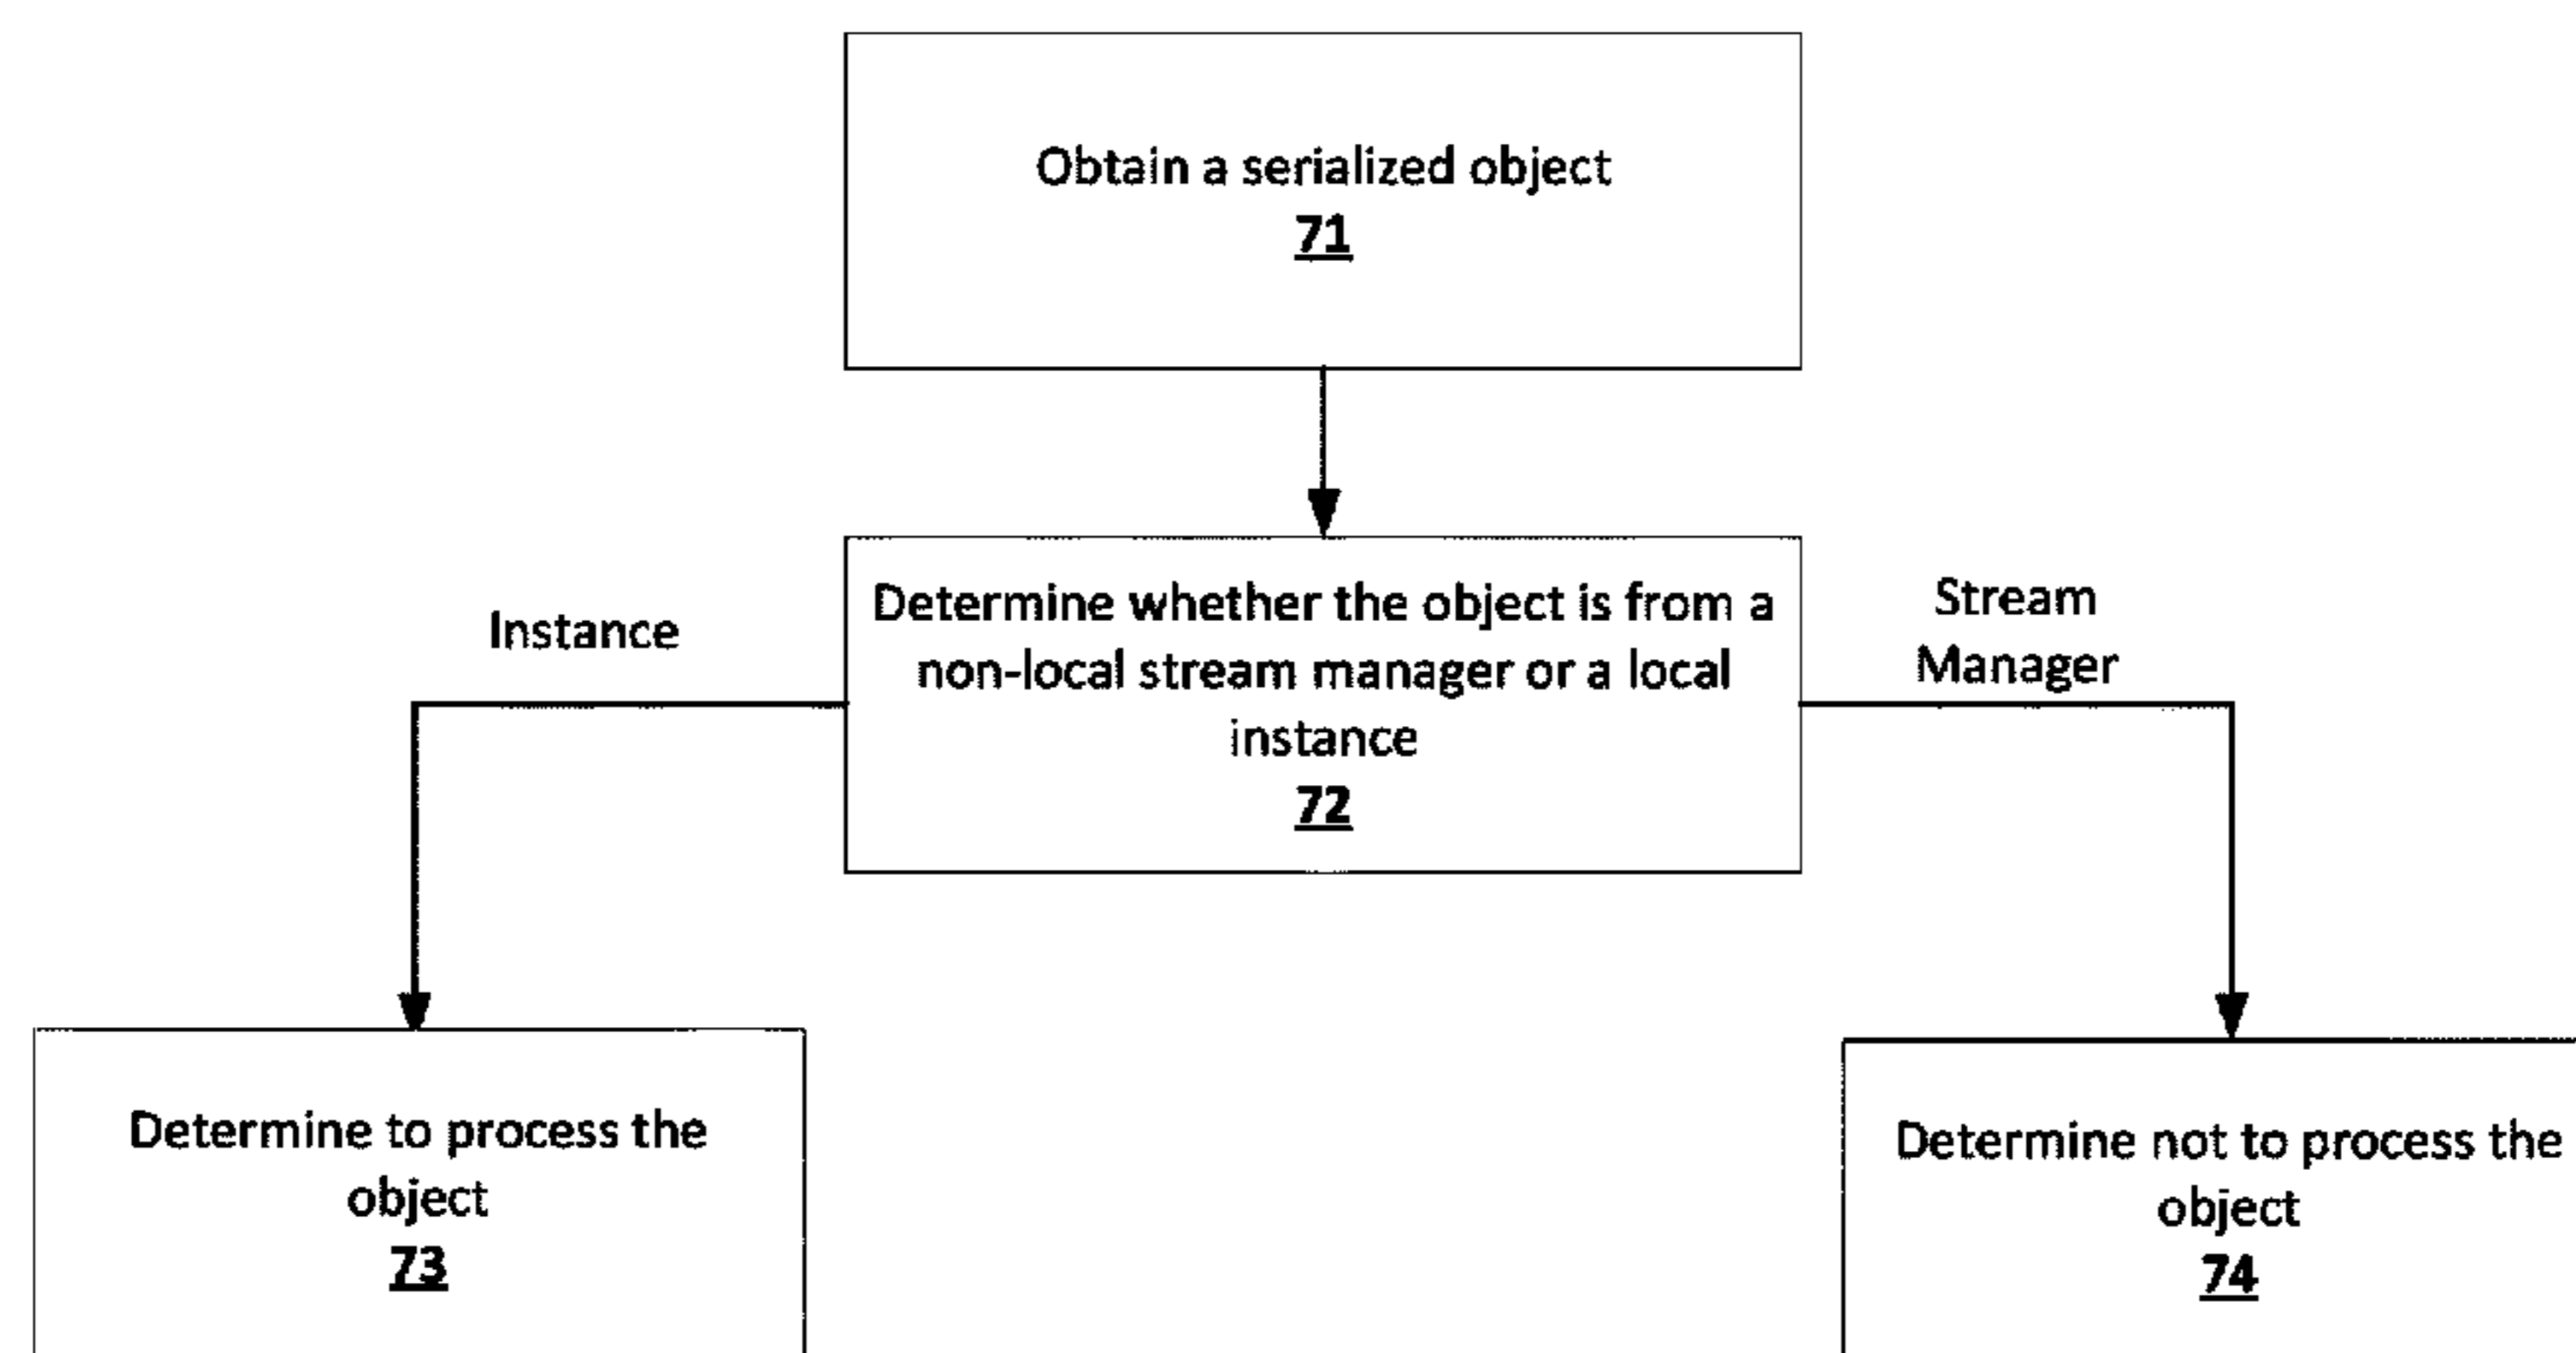 Obtain a serialized object
71
Determine whether the object is from a
non-local stream manager or a local
instance
72
Instance
Stream
Manager
Determine to process the
object
73
Determine not to process the
object
74